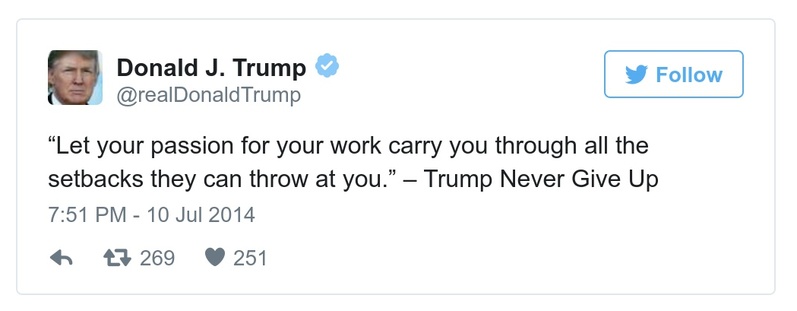 Donald J. Trump
@realDonaldTrump
Follow
“Let your passion for your work carry you through all the
setbacks they can throw at you.” – Trump Never Give Up
7:51 PM - 10 Jul 2014
269 251